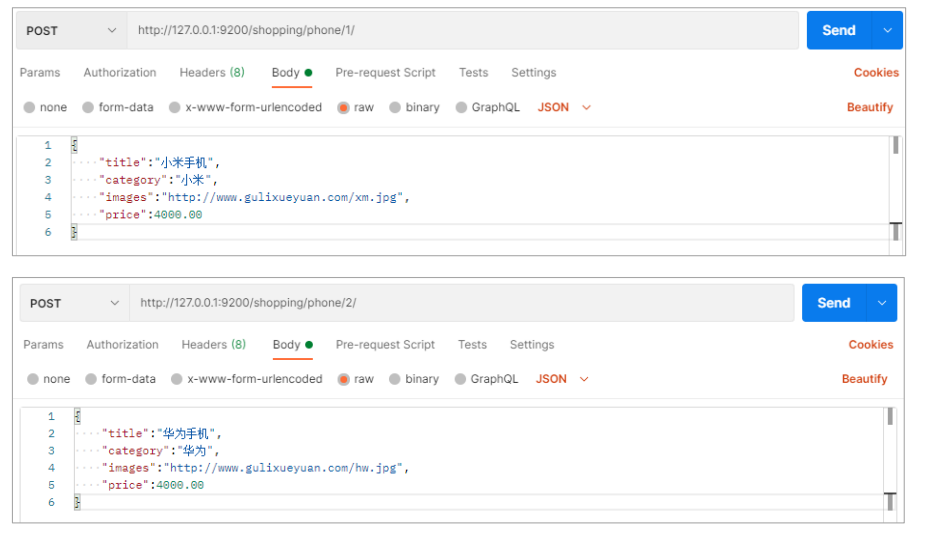 POST http://127.0.0.1:9200/shopping/phone/1/ Send
Params Authorization Headers (8) Body Pre-request Script Tests Settings Cookies
none form-data x-www-form-urlencoded raw binary GraphQL JSON Beautify
1 {
2 "title":"小米手机",
3 "category":"小米",
4 "images":"http://www.gulixueyuan.com/xm.jpg",
5 "price":4000.00
6 }
POST http://127.0.0.1:9200/shopping/phone/2/ Send
Params Authorization Headers (8) Body Pre-request Script Tests Settings Cookies
none form-data x-www-form-urlencoded raw binary GraphQL JSON Beautify
1 {
2 "title":"华为手机",
3 "category":"华为",
4 "images":"http://www.gulixueyuan.com/hw.jpg",
5 "price":4000.00
6 }